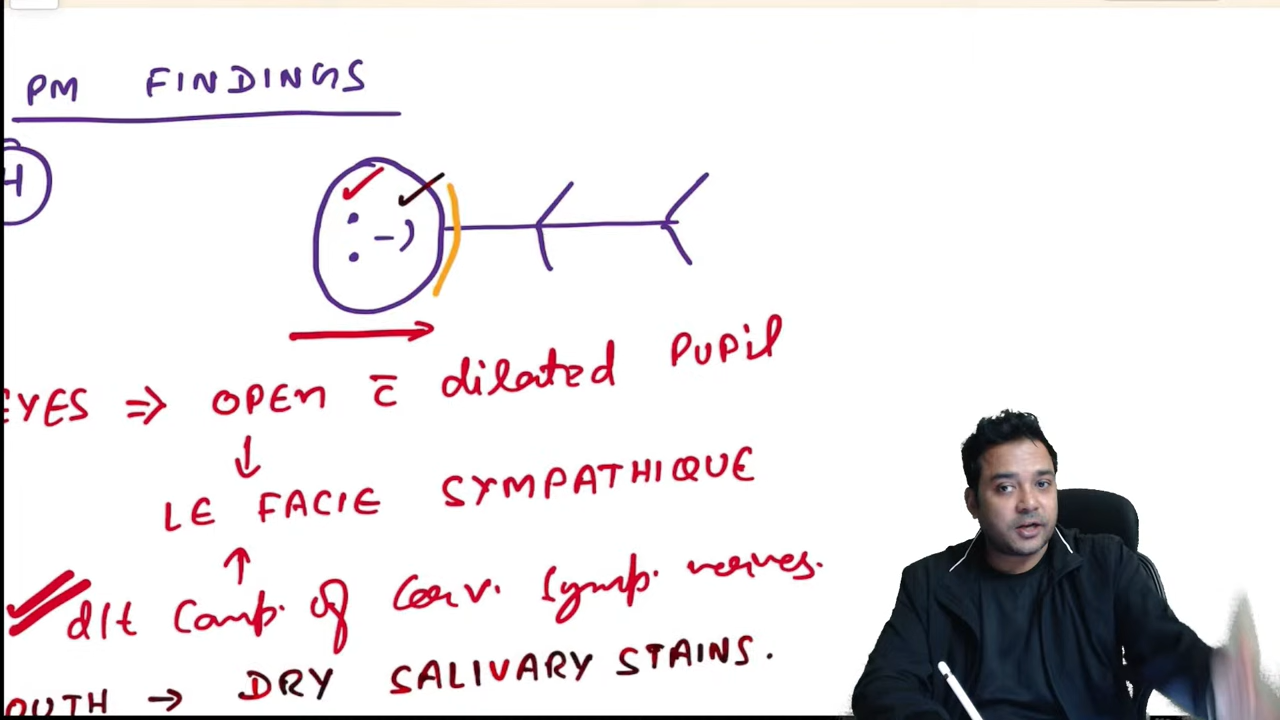 PM FINDINGS
H
EYES ⇒ OPEN c̄ dilated PUPIL
↓
LE FACIE SYMPATHIQUE
↑
d/t Comp. of Cerv. Symp. nerves.
OUTH → DRY SALIVARY STAINS.